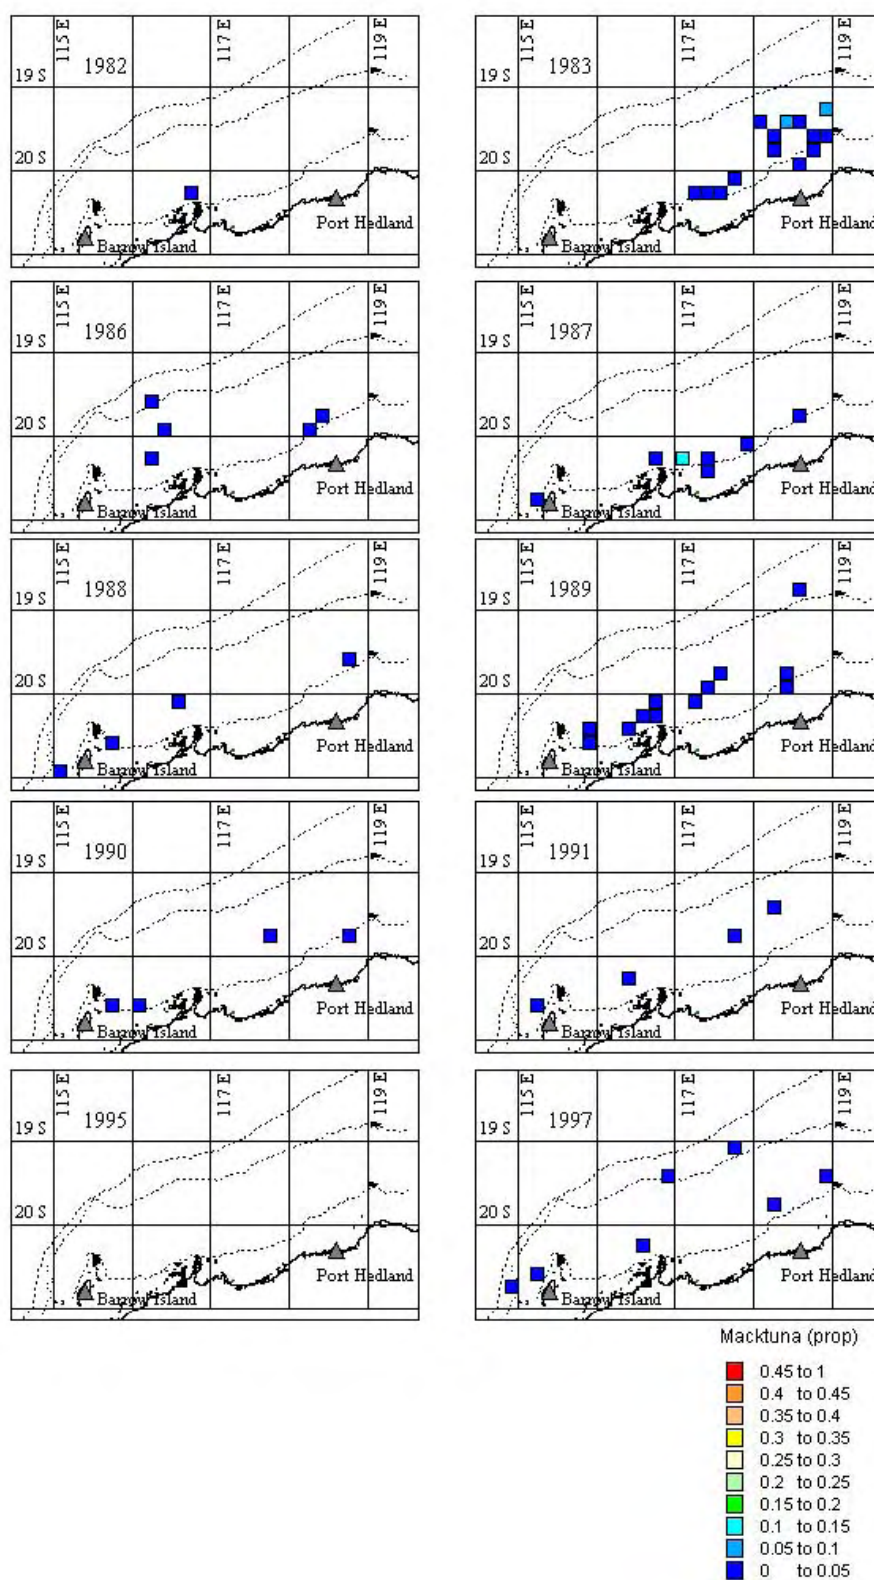 115 E
117 E
119 E
19 S
1982
20 S
Port Hedland
Barrow Island
115 E
117 E
119 E
19 S
1983
20 S
Port Hedland
Barrow Island
115 E
117 E
119 E
19 S
1986
20 S
Port Hedland
Barrow Island
115 E
117 E
119 E
19 S
1987
20 S
Port Hedland
Barrow Island
115 E
117 E
119 E
19 S
1988
20 S
Port Hedland
Barrow Island
115 E
117 E
119 E
19 S
1989
20 S
Port Hedland
Barrow Island
115 E
117 E
119 E
19 S
1990
20 S
Port Hedland
Barrow Island
115 E
117 E
119 E
19 S
1991
20 S
Port Hedland
Barrow Island
115 E
117 E
119 E
19 S
1995
20 S
Port Hedland
Barrow Island
115 E
117 E
119 E
19 S
1997
20 S
Port Hedland
Barrow Island
Macktuna (prop)
0.45 to 1
0.4 to 0.45
0.35 to 0.4
0.3 to 0.35
0.25 to 0.3
0.2 to 0.25
0.15 to 0.2
0.1 to 0.15
0.05 to 0.1
0 to 0.05